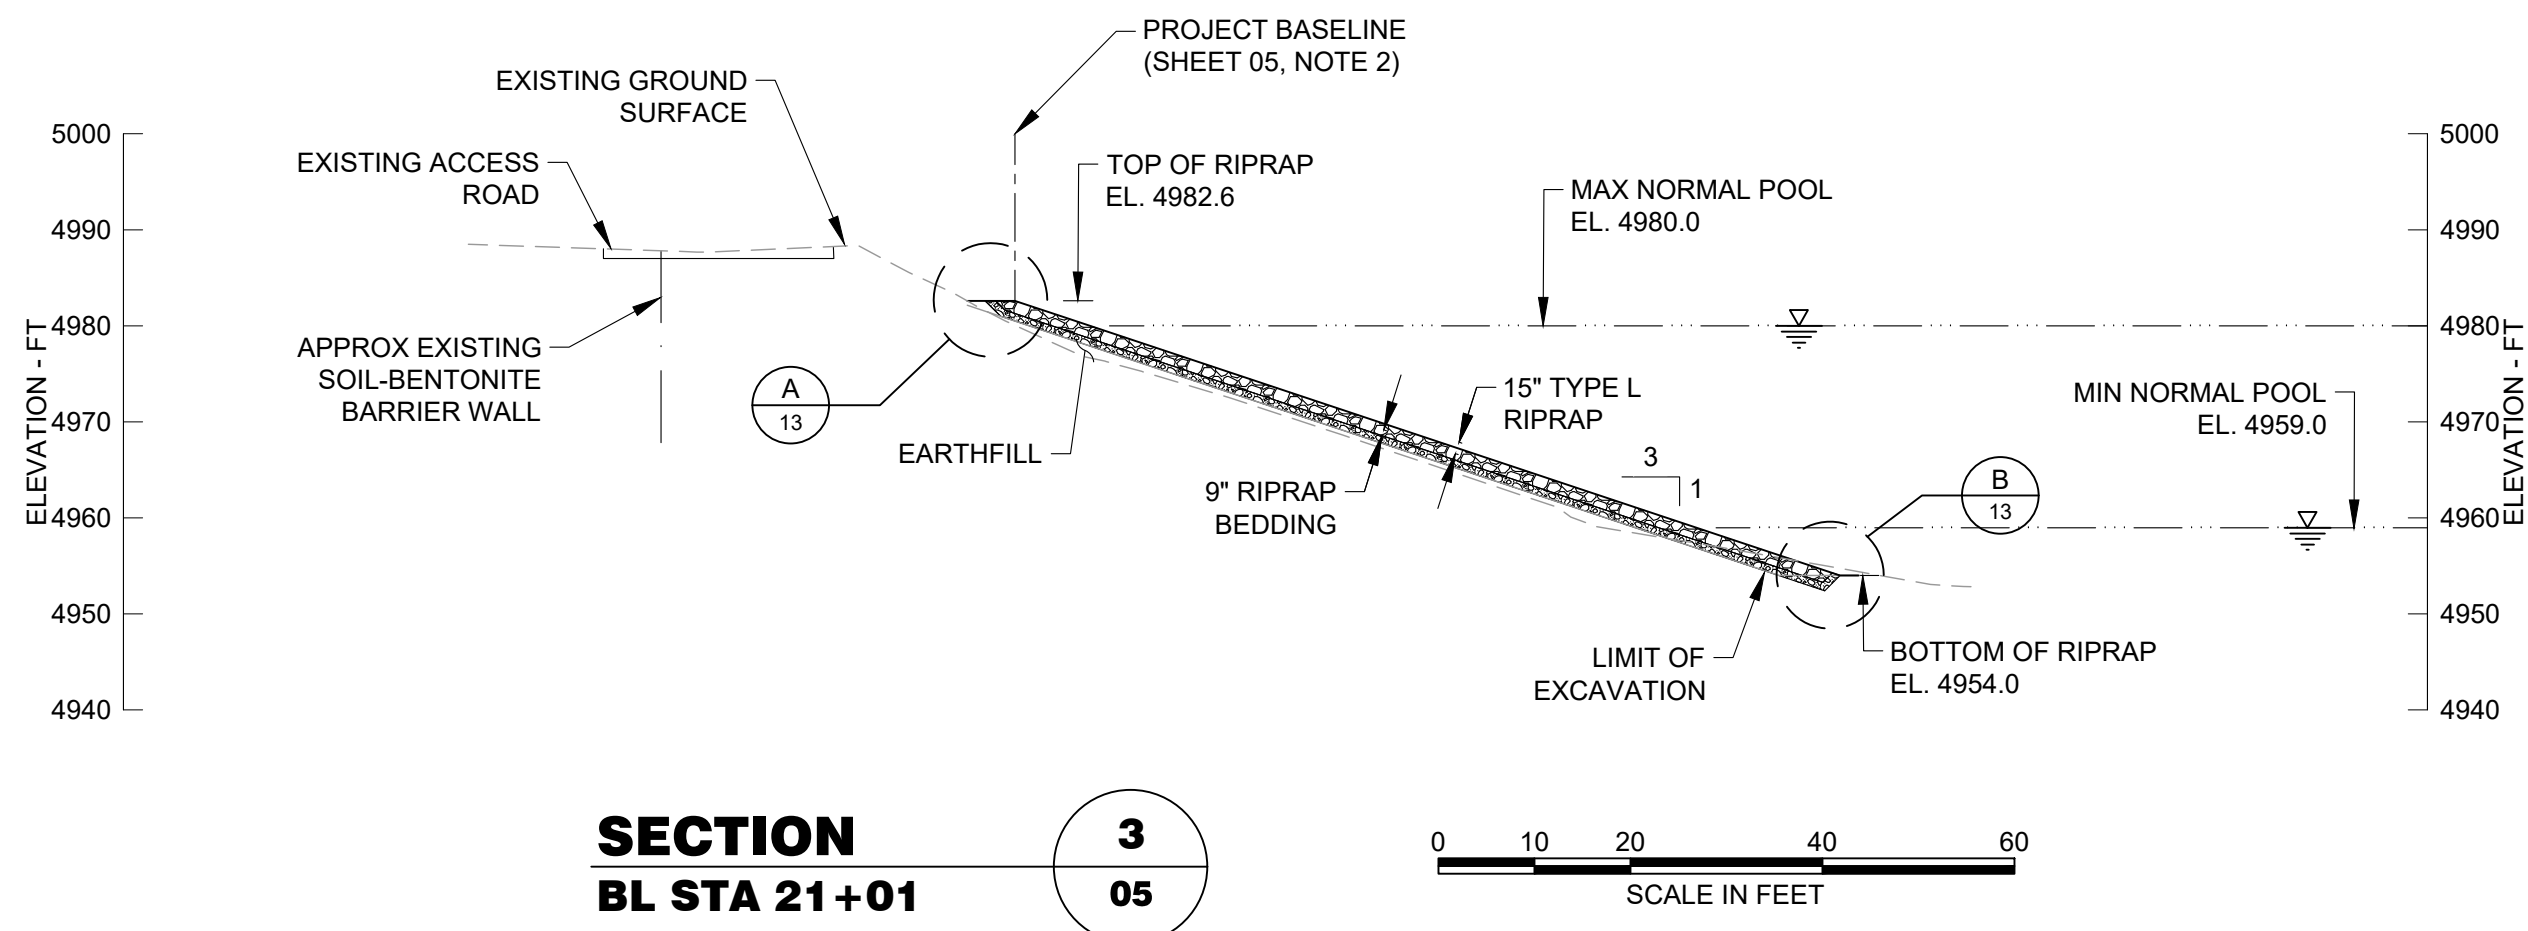 PROJECT BASELINE
(SHEET 05, NOTE 2)
EXISTING GROUND
SURFACE
EXISTING ACCESS
ROAD
TOP OF RIPRAP
EL. 4982.6
MAX NORMAL POOL
EL. 4980.0
5000
4990
4980
4970
4960
4950
4940
ELEVATION - FT
APPROX EXISTING
SOIL-BENTONITE
BARRIER WALL
A
13
EARTHFILL
15" TYPE L
RIPRAP
9" RIPRAP
BEDDING
3
1
MIN NORMAL POOL
EL. 4959.0
B
13
LIMIT OF
EXCAVATION
BOTTOM OF RIPRAP
EL. 4954.0
5000
4990
4980
4970
4960
4950
4940
ELEVATION - FT
SECTION
BL STA 21+01
3
05
0 10 20 40 60
SCALE IN FEET